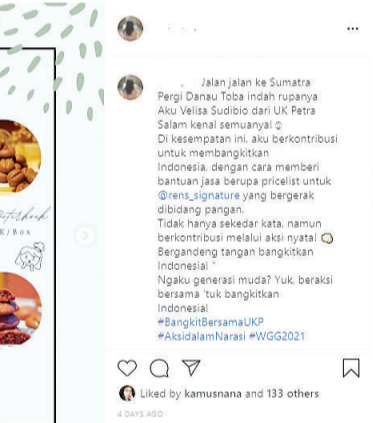 Jalan jalan ke Sumatra
Pergi Danau Toba indah rupanya
Aku Velisa Sudibio dari UK Petra
Salam kenal semuanya! ☺
Di kesempatan ini, aku berkontribusi
untuk membangkitkan
Indonesia, dengan cara memberi
bantuan jasa berupa pricelist untuk
@rens_signature yang bergerak
dibidang pangan.
Tidak hanya sekedar kata, namun
berkontribusi melalui aksi nyata!
Bergandeng tangan bangkitkan
Indonesia! "
Ngaku generasi muda? Yuk, beraksi
bersama 'tuk bangkitkan
Indonesia!
#BangkitBersamaUKP
#AksidalamNarasi #WGG2021
Liked by kamusnana and 133 others
4 DAYS AGO
K/Box